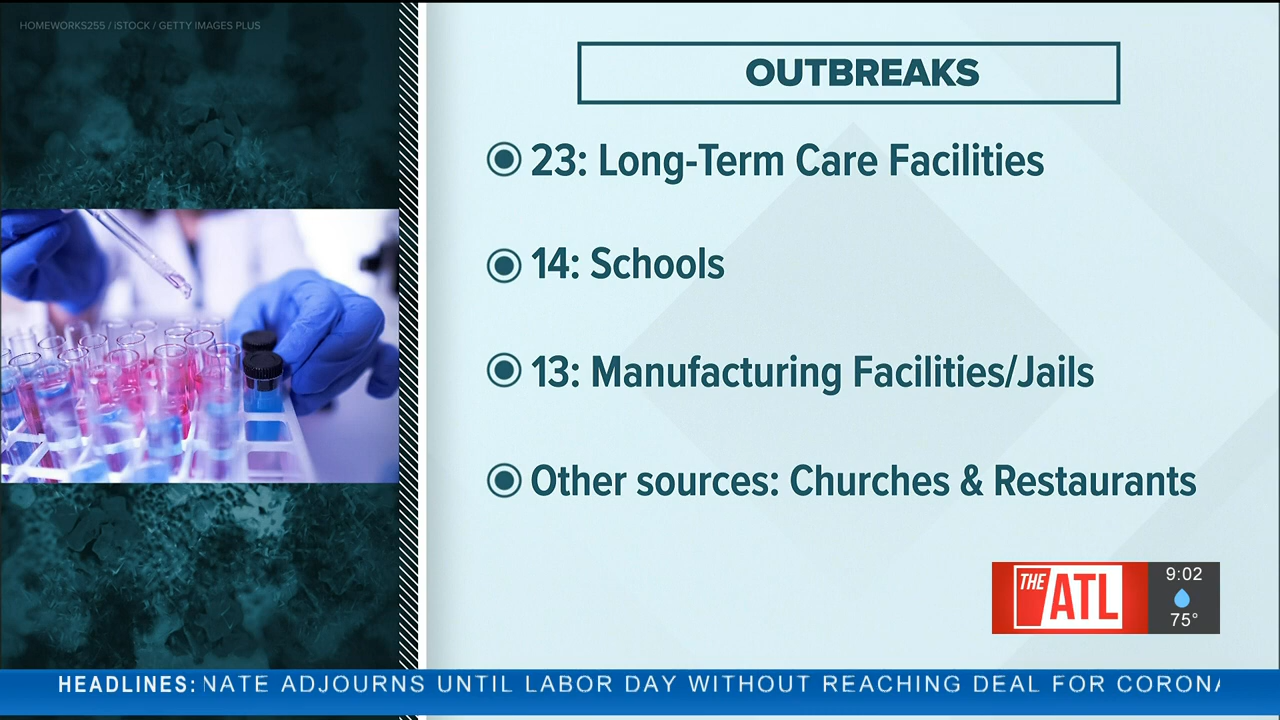 HOMEWORKS255 / iSTOCK / GETTY IMAGES PLUS
OUTBREAKS
23: Long-Term Care Facilities
14: Schools
13: Manufacturing Facilities/Jails
Other sources: Churches & Restaurants
THE ATL
9:02
75°
HEADLINES: NATE ADJOURNS UNTIL LABOR DAY WITHOUT REACHING DEAL FOR CORON